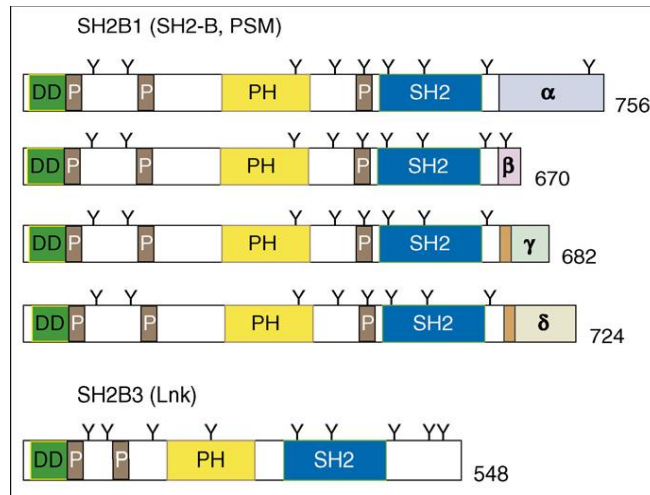 SH2B1 (SH2-B, PSM)
Y Y Y Y Y Y Y Y Y
DD P P PH P SH2 α 756
Y Y Y Y Y Y Y Y Y
DD P P PH P SH2 β 670
Y Y Y Y Y Y Y Y
DD P P PH P SH2 γ 682
Y Y Y Y Y Y Y Y
DD P P PH P SH2 δ 724
SH2B3 (Lnk)
Y Y Y Y Y Y Y Y Y
DD P P PH SH2 548